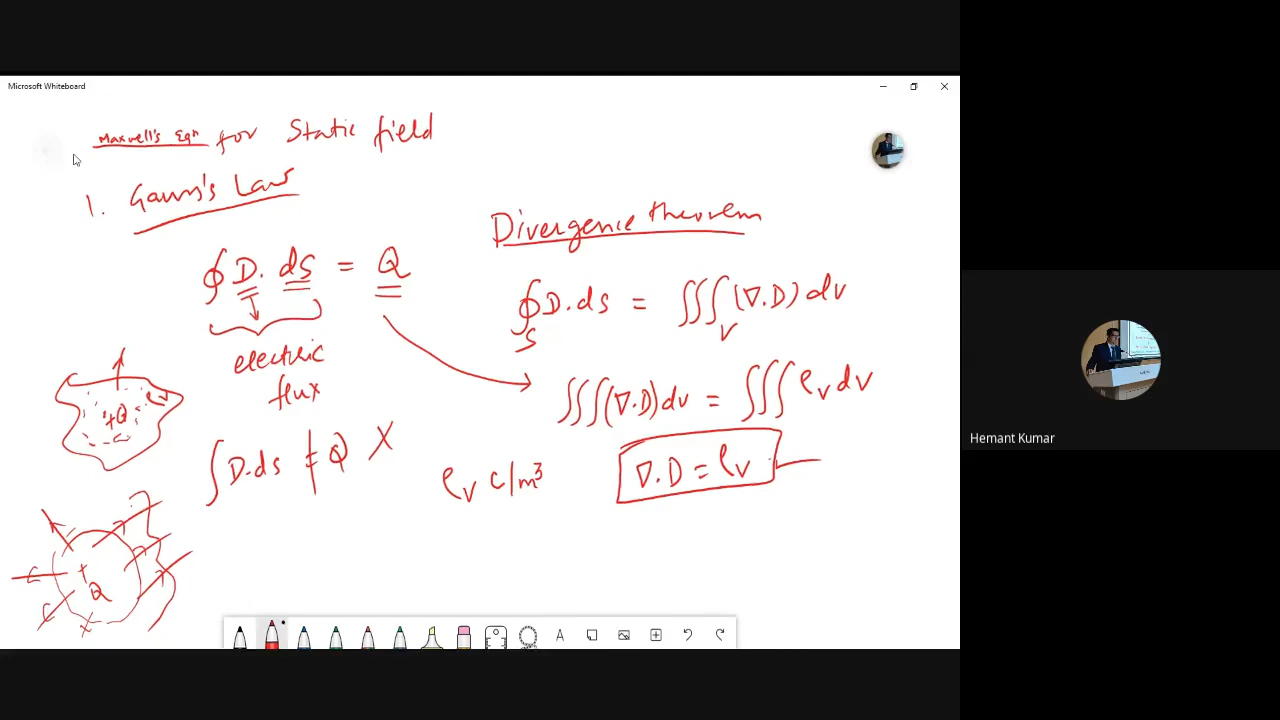 Microsoft Whiteboard
Maxwell's Eqn for Static field
1. Gauss's Law
∮ D. ds = Q
electric
flux
+Q ρv
∫ D.ds ≠ Q X
ρv C/m³
+
Q
Divergence theorem
∮ D.ds = ∭ (∇.D) dv
S V
∭ (∇.D) dv = ∭ ρv dv
∇.D = ρv
A
Hemant Kumar